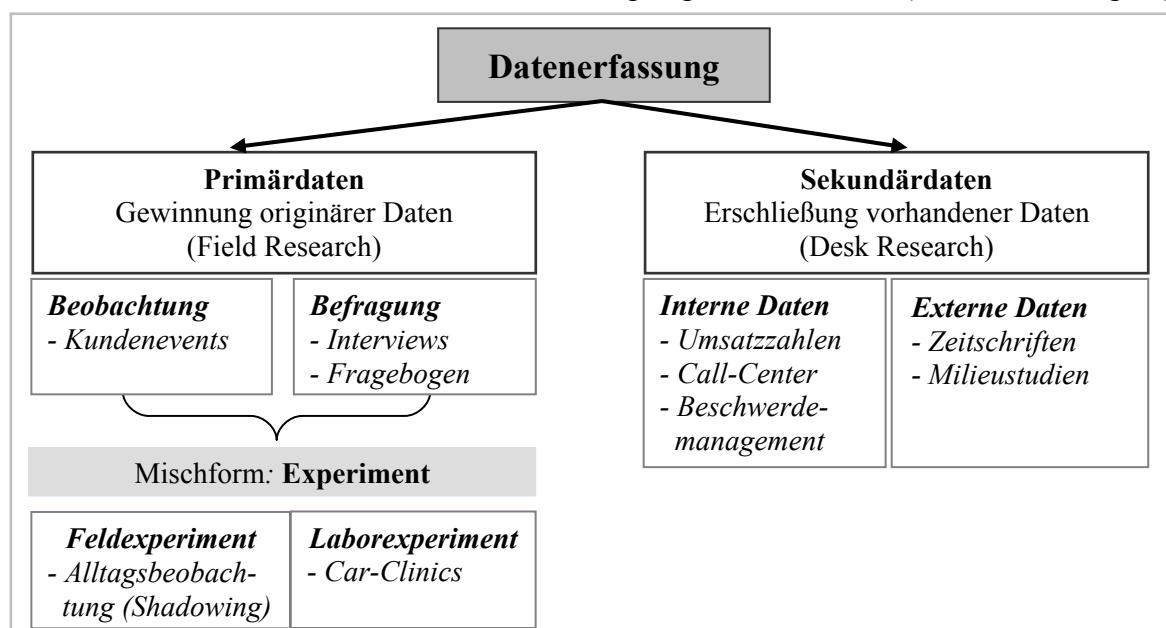 Datenerfassung
Primärdaten
Gewinnung originärer Daten
(Field Research)
Sekundärdaten
Erschließung vorhandener Daten
(Desk Research)
Beobachtung
- Kundenevents
Befragung
- Interviews
- Fragebogen
Interne Daten
- Umsatzzahlen
- Call-Center
- Beschwerde-
management
Externe Daten
- Zeitschriften
- Milieustudien
Mischform: Experiment
Feldexperiment
- Alltagsbeobach-
tung (Shadowing)
Laborexperiment
- Car-Clinics